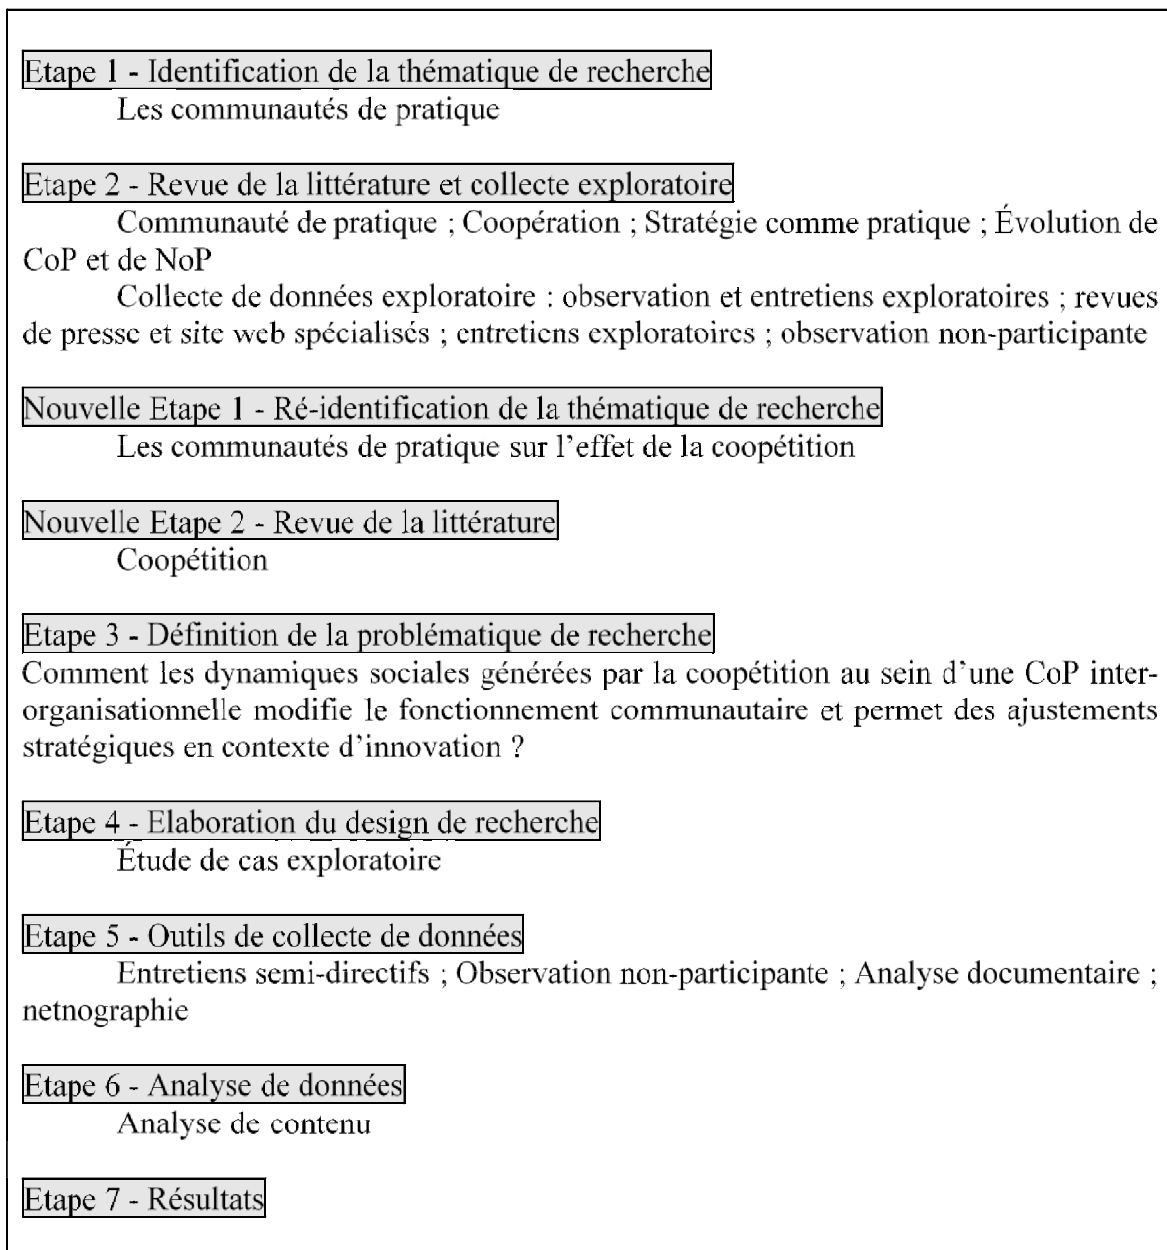 Etape 1 - Identification de la thématique de recherche
Les communautés de pratique
Etape 2 - Revue de la littérature et collecte exploratoire
Communauté de pratique ; Coopération ; Stratégie comme pratique ; Évolution de
CoP et de NoP
Collecte de données exploratoire : observation et entretiens exploratoires ; revues
de presse et site web spécialisés ; entretiens exploratoires ; observation non-participante
Nouvelle Etape 1 - Ré-identification de la thématique de recherche
Les communautés de pratique sur l'effet de la coopétition
Nouvelle Etape 2 - Revue de la littérature
Coopétition
Etape 3 - Définition de la problématique de recherche
Comment les dynamiques sociales générées par la coopétition au sein d'une CoP inter-
organisationnelle modifie le fonctionnement communautaire et permet des ajustements
stratégiques en contexte d'innovation ?
Etape 4 - Elaboration du design de recherche
Étude de cas exploratoire
Etape 5 - Outils de collecte de données
Entretiens semi-directifs ; Observation non-participante ; Analyse documentaire ;
netnographie
Etape 6 - Analyse de données
Analyse de contenu
Etape 7 - Résultats